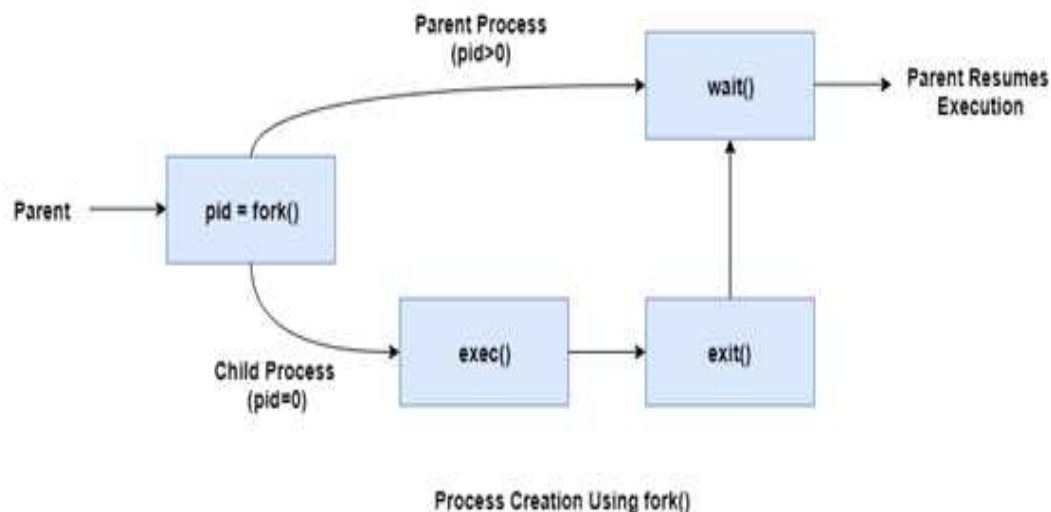 Parent Process
(pid>0)
wait()
Parent Resumes
Execution
Parent
pid = fork()
Child Process
(pid=0)
exec()
exit()
Process Creation Using fork()